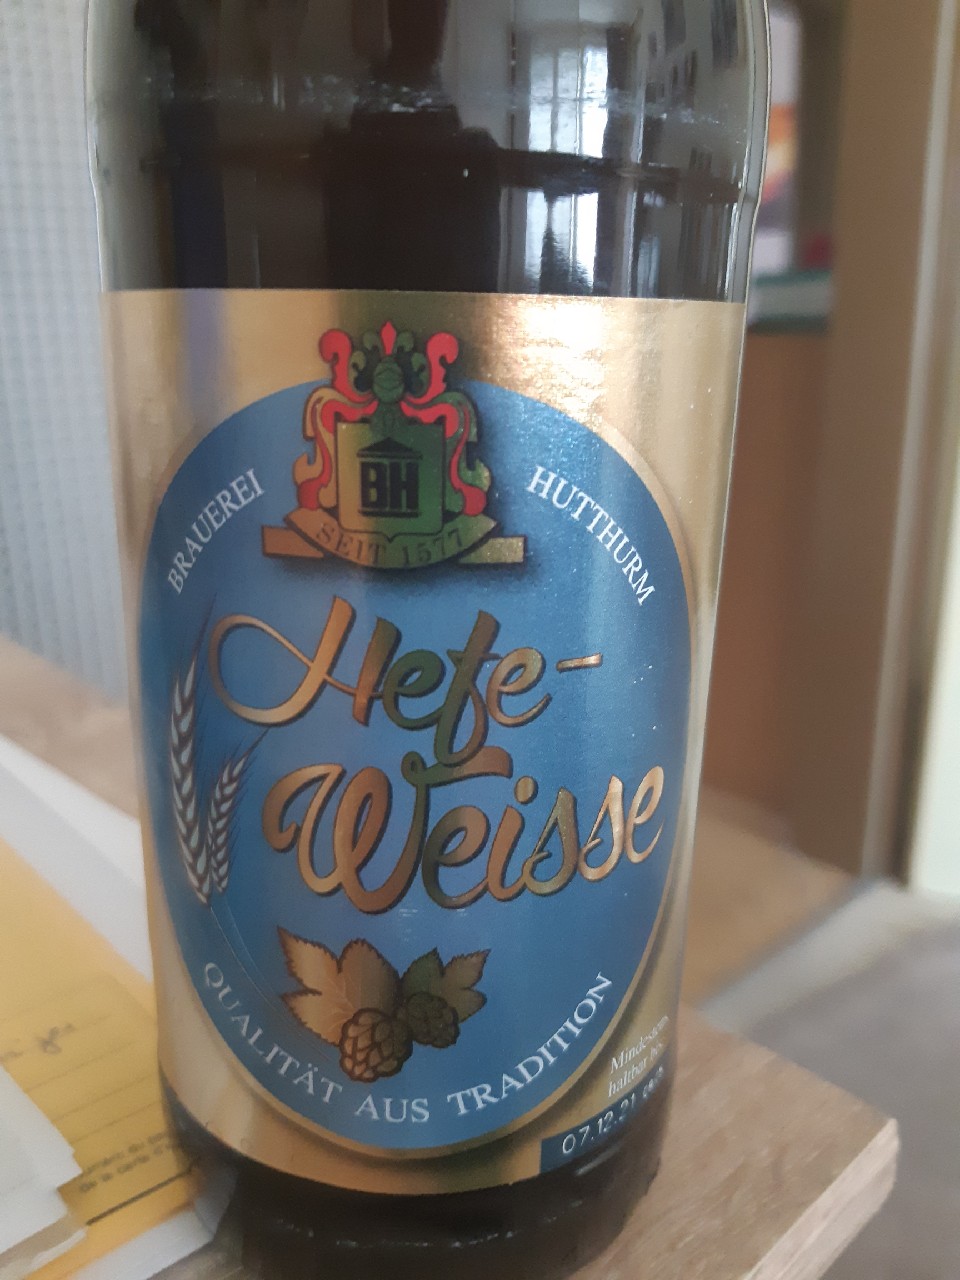 BH
SEIT 1577
BRAUEREI HUTTHURM
Hefe-
Weisse
QUALITÄT AUS TRADITION
Mindestens
haltbar bis
07.12.21